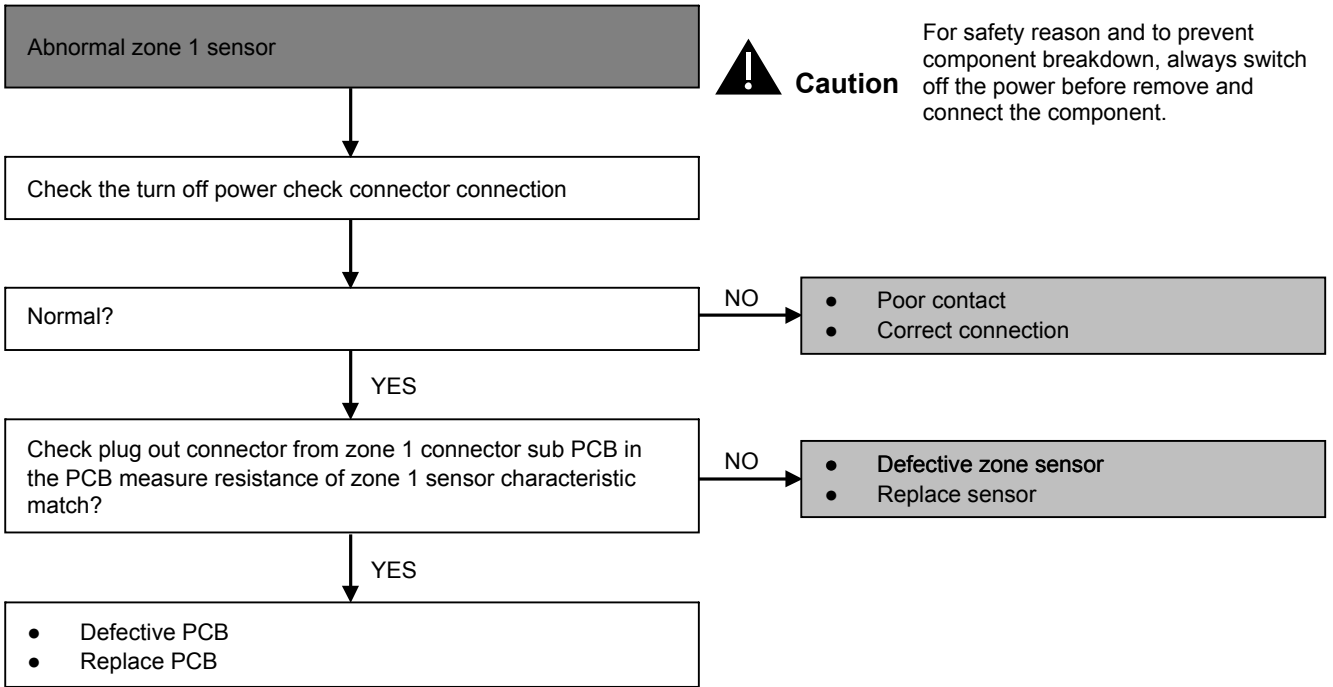 Abnormal zone 1 sensor
Caution
For safety reason and to prevent
component breakdown, always switch
off the power before remove and
connect the component.
Check the turn off power check connector connection
Normal?
NO
● Poor contact
● Correct connection
YES
Check plug out connector from zone 1 connector sub PCB in
the PCB measure resistance of zone 1 sensor characteristic
match?
NO
● Defective zone sensor
● Replace sensor
YES
● Defective PCB
● Replace PCB